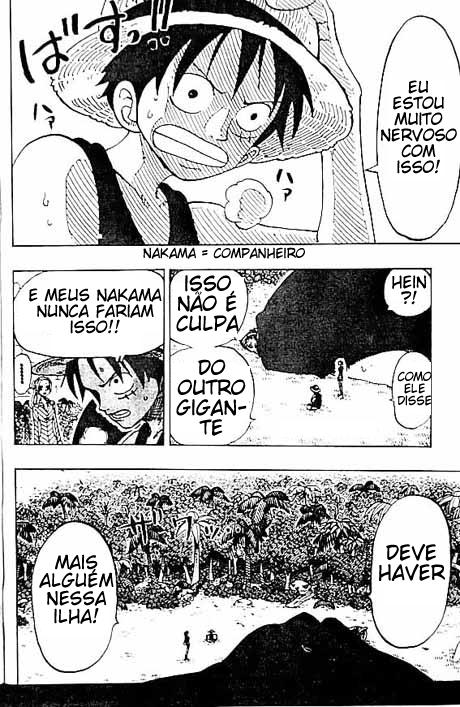 ばすっ!!
EU
ESTOU
MUITO
NERVOSO
COM
ISSO!
ハァ
ハァ
NAKAMA = COMPANHEIRO
E MEUS NAKAMA
NUNCA FARIAM
ISSO!!
ISSO
NÃO É
CULPA
DO
OUTRO
GIGAN-
TE
HEIN
?!
COMO
ELE
DISSE
DEVE
HAVER
MAIS
ALGUÉM
NESSA
ILHA!